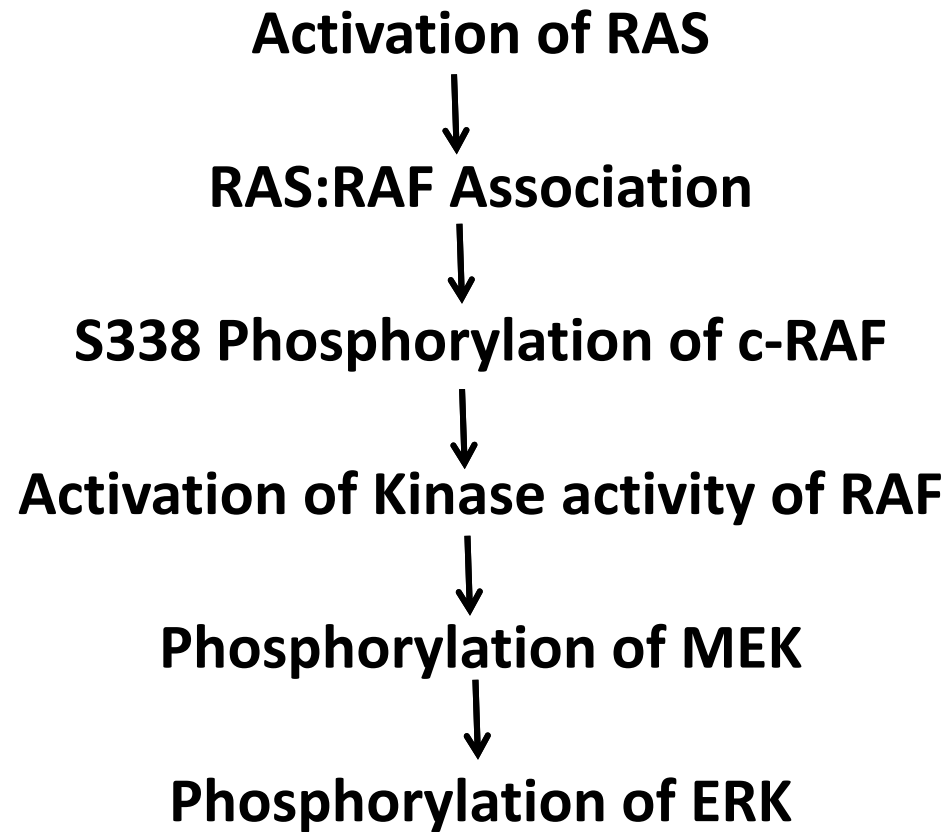 Activation of RAS
RAS:RAF Association
S338 Phosphorylation of c-RAF
Activation of Kinase activity of RAF
Phosphorylation of MEK
Phosphorylation of ERK